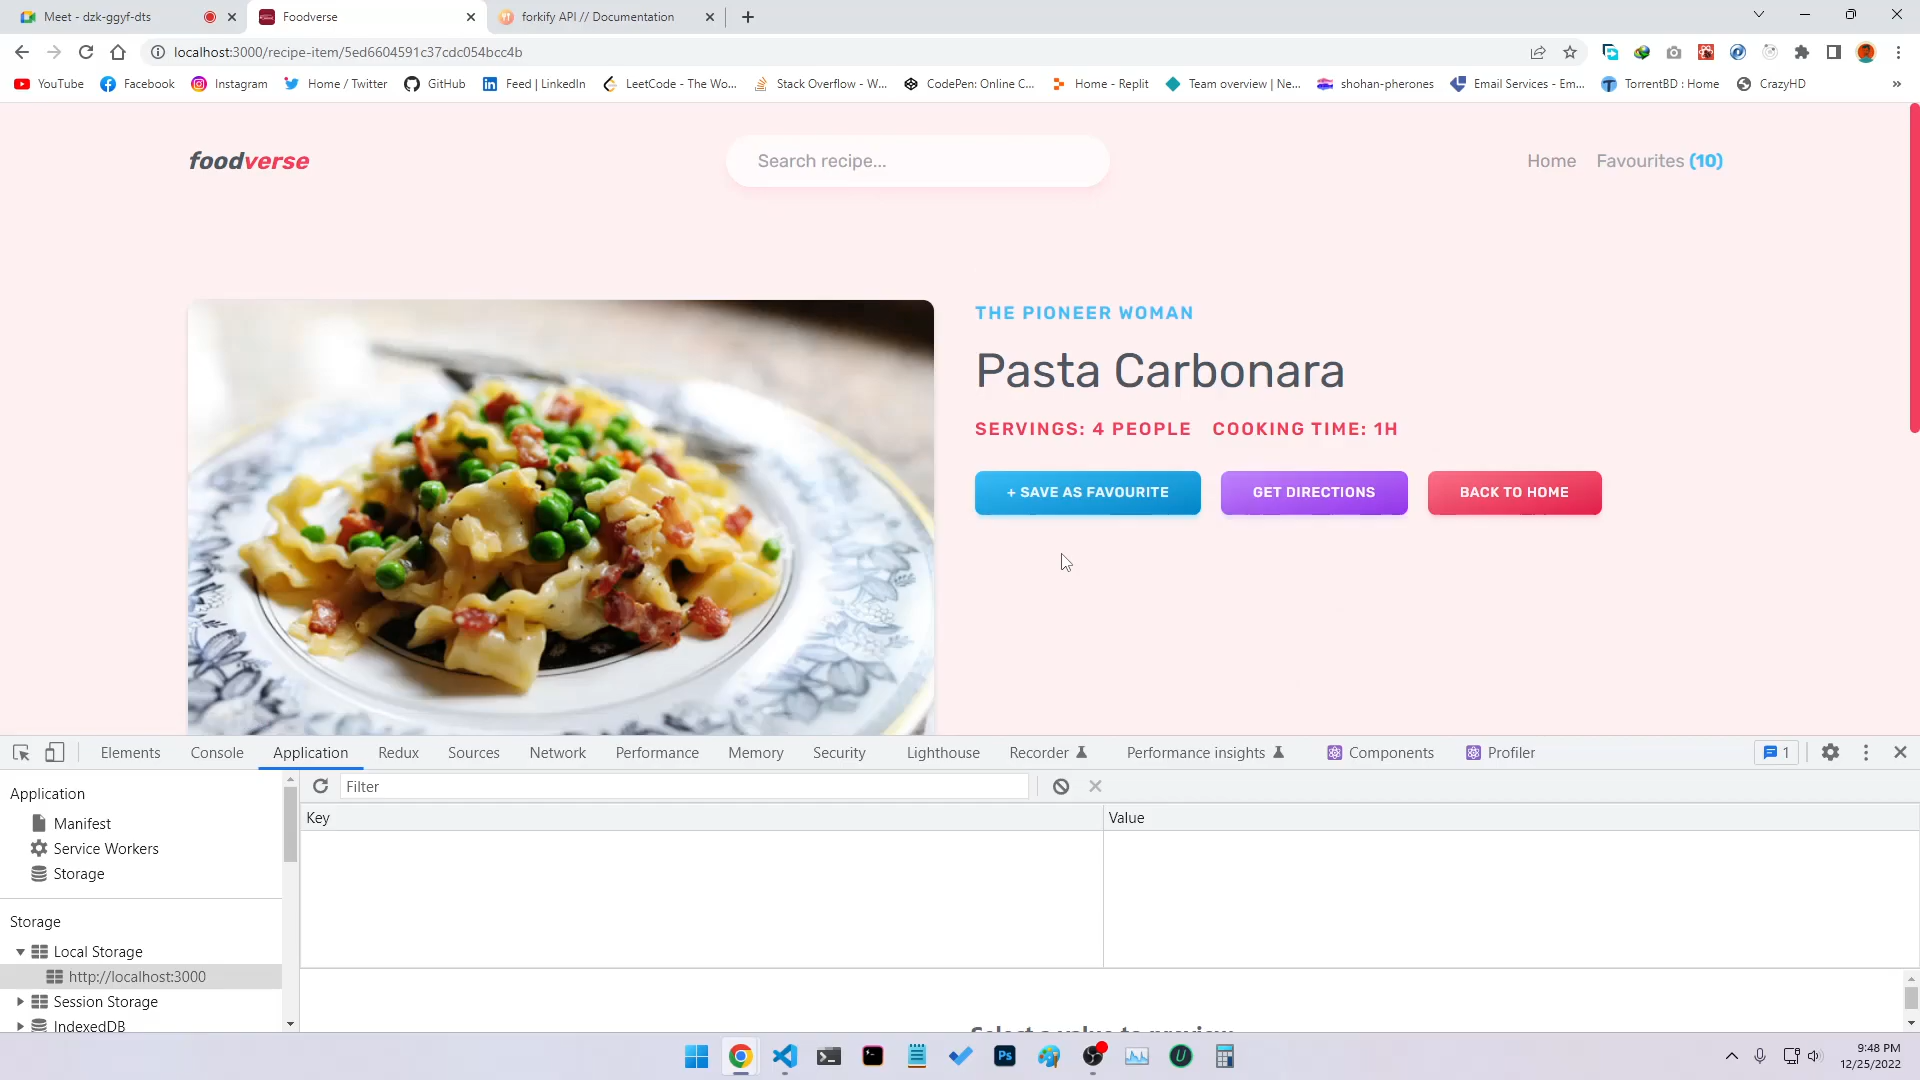 Meet - dzk-ggyf-dts
Foodverse
forkify API // Documentation
localhost:3000/recipe-item/5ed6604591c37cdc054bcc4b
YouTube
Facebook
Instagram
Home / Twitter
GitHub
Feed | LinkedIn
LeetCode - The Wo...
Stack Overflow - W...
CodePen: Online C...
Home - Replit
Team overview | Ne...
shohan-pherones
Email Services - Em...
TorrentBD : Home
CrazyHD
foodverse
Search recipe...
Home
Favourites (10)
THE PIONEER WOMAN
Pasta Carbonara
SERVINGS: 4 PEOPLE
COOKING TIME: 1H
+ SAVE AS FAVOURITE
GET DIRECTIONS
BACK TO HOME
Elements
Console
Application
Redux
Sources
Network
Performance
Memory
Security
Lighthouse
Recorder
Performance insights
Components
Profiler
1
Application
Filter
Manifest
Key
Value
Service Workers
Storage
Storage
Local Storage
http://localhost:3000
Session Storage
IndexedDB
Select a value to preview
Ps
U
9:48 PM
12/25/2022